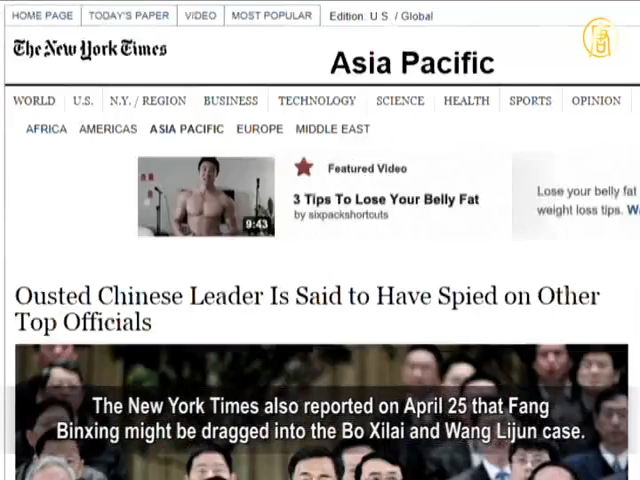 HOME PAGE TODAY'S PAPER VIDEO MOST POPULAR Edition: U.S. / Global
The New York Times
唐
Asia Pacific
WORLD U.S. N.Y. / REGION BUSINESS TECHNOLOGY SCIENCE HEALTH SPORTS OPINION
AFRICA AMERICAS ASIA PACIFIC EUROPE MIDDLE EAST
Featured Video
3 Tips To Lose Your Belly Fat
by sixpackshortcuts
9:43
Lose your belly fat
weight loss tips. W
Ousted Chinese Leader Is Said to Have Spied on Other
Top Officials
The New York Times also reported on April 25 that Fang
Binxing might be dragged into the Bo Xilai and Wang Lijun case.